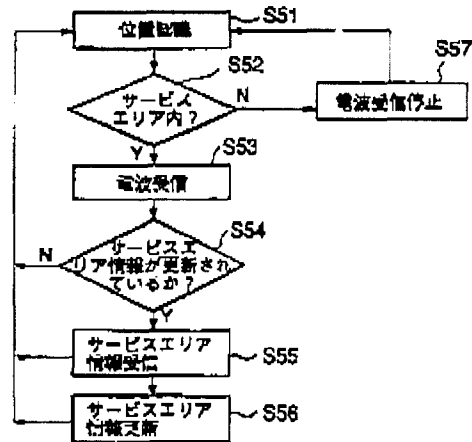 位置認識
S51
S52
サービス
エリア内?
N
S57
電波受信停止
Y
S53
電波受信
S54
サービスエ
リア情報が更新され
ているか?
N
Y
サービスエリア
情報受信
S55
サービスエリア
情報更新
S56